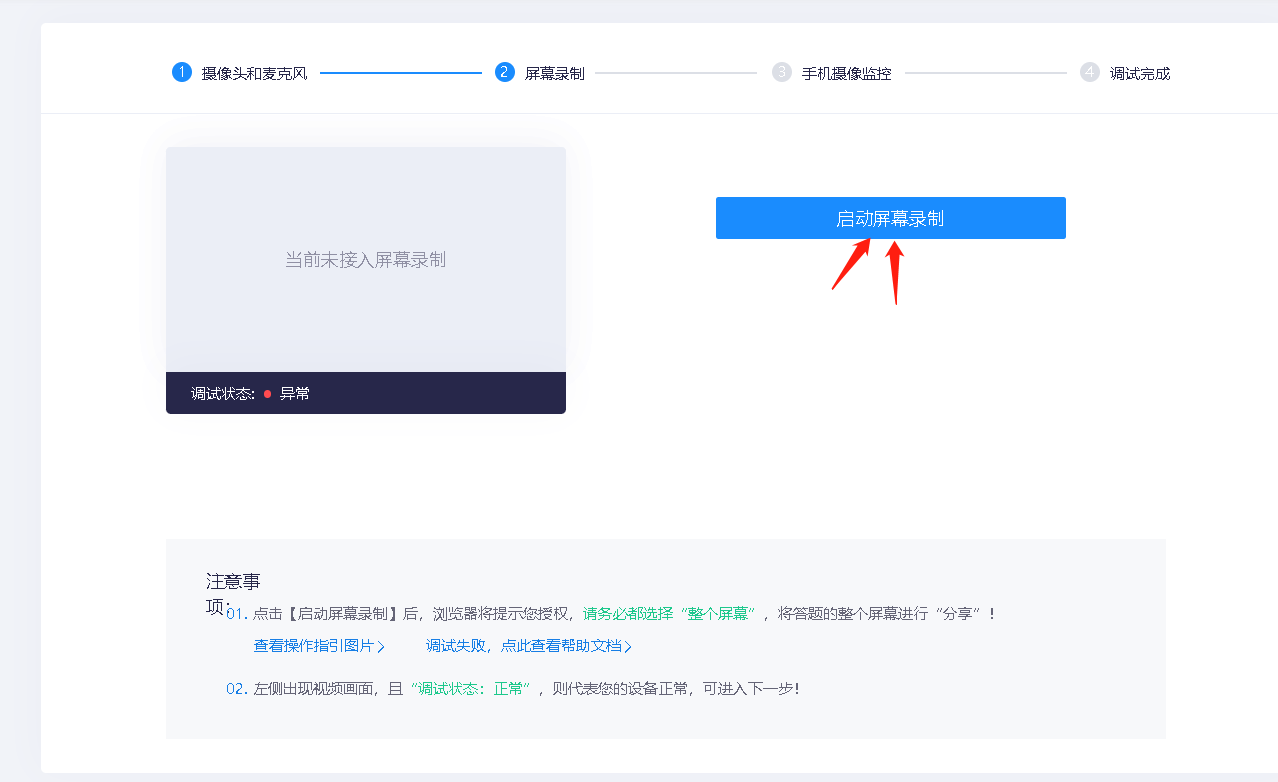 1 摄像头和麦克风 2 屏幕录制 3 手机摄像监控 4 调试完成
当前未接入屏幕录制
启动屏幕录制
调试状态: 异常
注意事
项:
01. 点击【启动屏幕录制】后，浏览器将提示您授权，请务必都选择“整个屏幕”，将答题的整个屏幕进行“分享”！
查看操作指引图片> 调试失败，点此查看帮助文档>
02. 左侧出现视频画面，且“调试状态：正常”，则代表您的设备正常，可进入下一步！